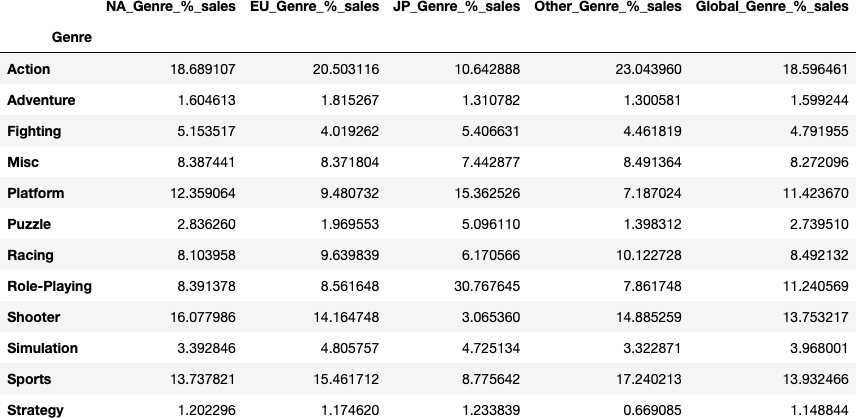 NA_Genre_%_sales EU_Genre_%_sales JP_Genre_%_sales Other_Genre_%_sales Global_Genre_%_sales
Genre
Action 18.689107 20.503116 10.642888 23.043960 18.596461
Adventure 1.604613 1.815267 1.310782 1.300581 1.599244
Fighting 5.153517 4.019262 5.406631 4.461819 4.791955
Misc 8.387441 8.371804 7.442877 8.491364 8.272096
Platform 12.359064 9.480732 15.362526 7.187024 11.423670
Puzzle 2.836260 1.969553 5.096110 1.398312 2.739510
Racing 8.103958 9.639839 6.170566 10.122728 8.492132
Role-Playing 8.391378 8.561648 30.767645 7.861748 11.240569
Shooter 16.077986 14.164748 3.065360 14.885259 13.753217
Simulation 3.392846 4.805757 4.725134 3.322871 3.968001
Sports 13.737821 15.461712 8.775642 17.240213 13.932466
Strategy 1.202296 1.174620 1.233839 0.669085 1.148844